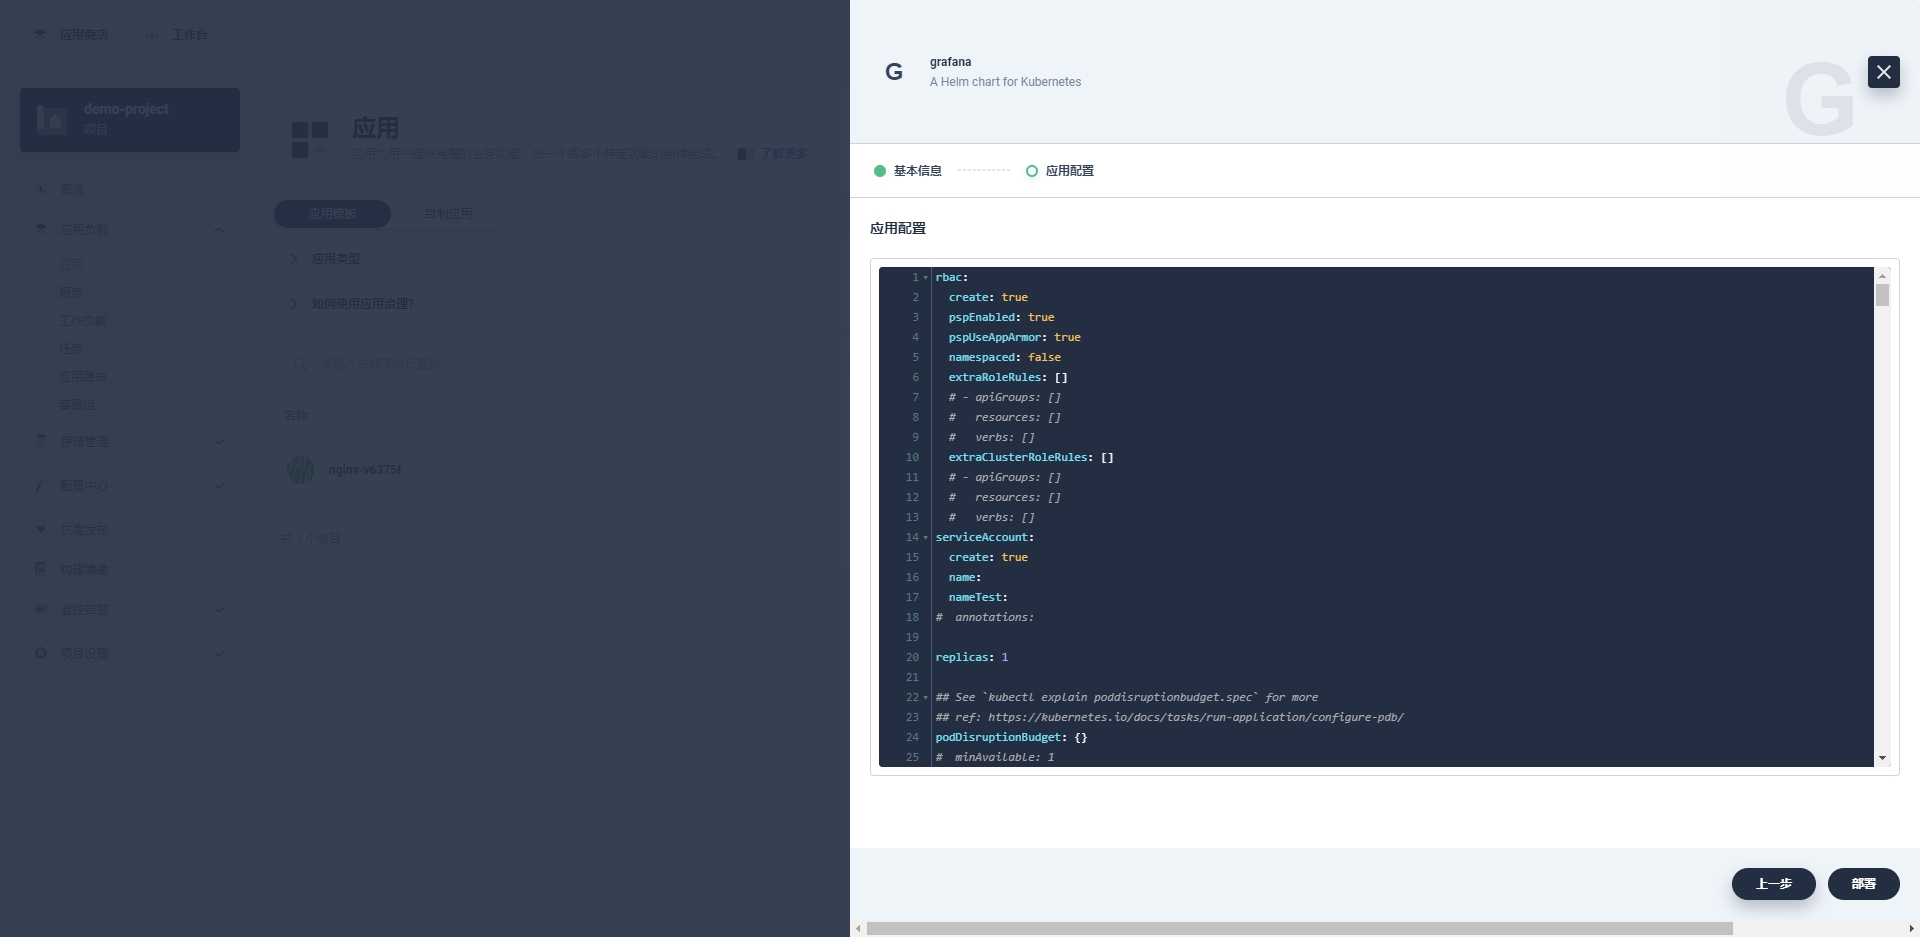 应用商店
工作台
demo-project
项目
概览
应用负载
应用
服务
工作负载
任务
应用路由
容器组
存储管理
配置中心
灰度发布
构建镜像
监控告警
项目设置
应用
应用为用户提供完整的业务功能，由一个或多个特定功能的组件组成。
了解更多
应用模板
自制应用
应用类型
如何使用应用治理?
请输入关键字进行查找
名称
nginx-v6375f
共 1 个条目
G
grafana
A Helm chart for Kubernetes
G
基本信息
应用配置
应用配置
1 rbac:
2 create: true
3 pspEnabled: true
4 pspUseAppArmor: true
5 namespaced: false
6 extraRoleRules: []
7 # - apiGroups: []
8 #   resources: []
9 #   verbs: []
10 extraClusterRoleRules: []
11 # - apiGroups: []
12 #   resources: []
13 #   verbs: []
14 serviceAccount:
15 create: true
16 name:
17 nameTest:
18 #  annotations:
19
20 replicas: 1
21
22 ## See `kubectl explain poddisruptionbudget.spec` for more
23 ## ref: https://kubernetes.io/docs/tasks/run-application/configure-pdb/
24 podDisruptionBudget: {}
25 #  minAvailable: 1
上一步
部署